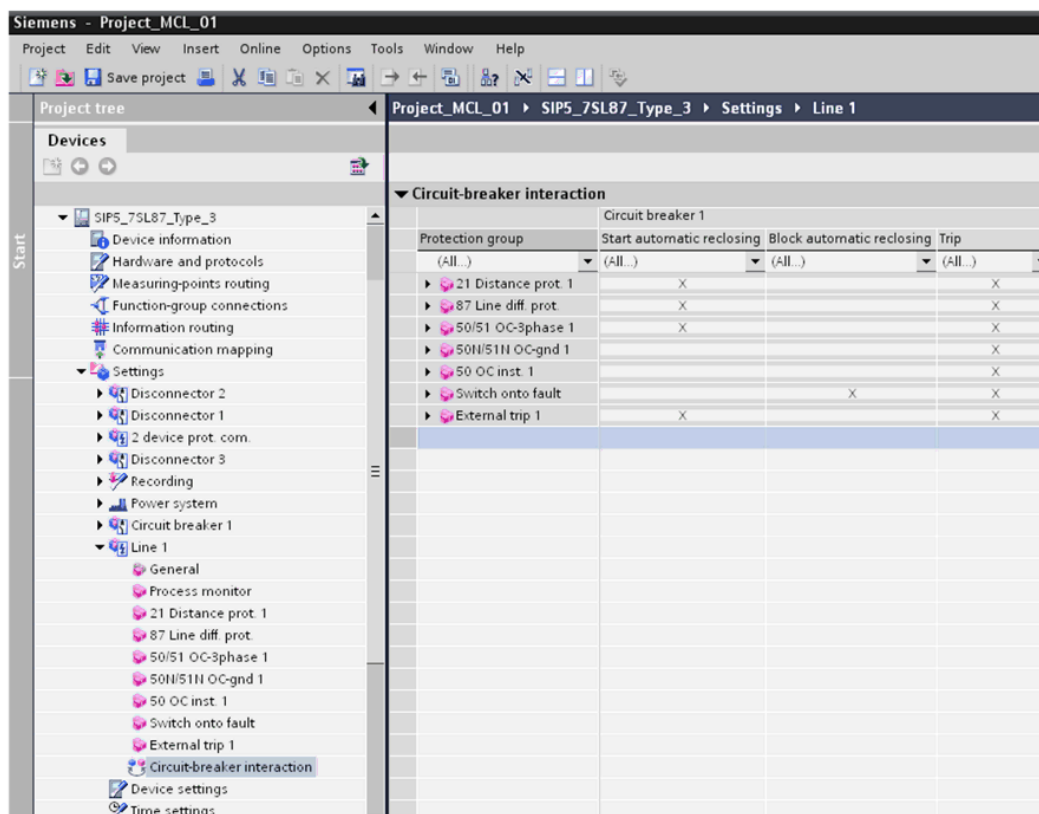 Siemens - Project_MCL_01
Project Edit View Insert Online Options Tools Window Help
Save project
Start
Project tree
Devices
SIP5_7SL87_Type_3
Device information
Hardware and protocols
Measuring-points routing
Function-group connections
Information routing
Communication mapping
Settings
Disconnector 2
Disconnector 1
2 device prot. com.
Disconnector 3
Recording
Power system
Circuit breaker 1
Line 1
General
Process monitor
21 Distance prot. 1
87 Line diff. prot.
50/51 OC-3phase 1
50N/51N OC-gnd 1
50 OC inst. 1
Switch onto fault
External trip 1
Circuit-breaker interaction
Device settings
Time settings
Project_MCL_01 SIP5_7SL87_Type_3 Settings Line 1
Circuit-breaker interaction
Circuit breaker 1
Protection group Start automatic reclosing Block automatic reclosing Trip
(All...) (All...) (All...) (All...)
21 Distance prot. 1 X X
87 Line diff. prot. X X
50/51 OC-3phase 1 X X
50N/51N OC-gnd 1 X
50 OC inst. 1 X
Switch onto fault X X
External trip 1 X X